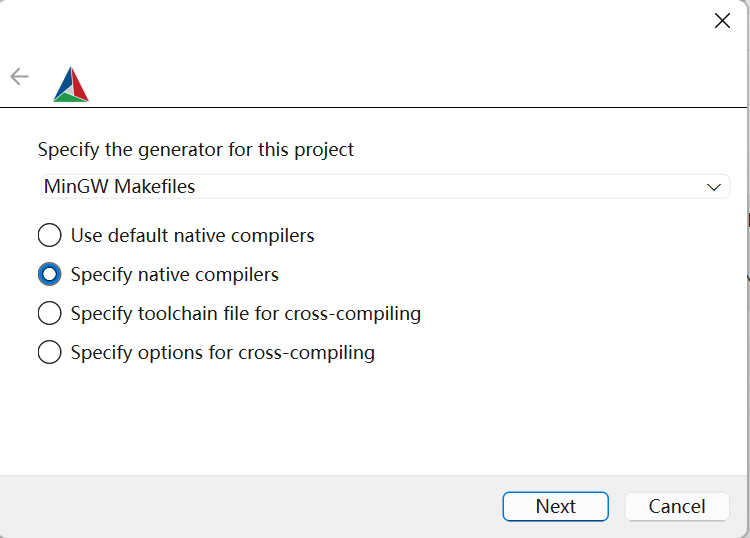 Specify the generator for this project
MinGW Makefiles
Use default native compilers
Specify native compilers
Specify toolchain file for cross-compiling
Specify options for cross-compiling
Next
Cancel